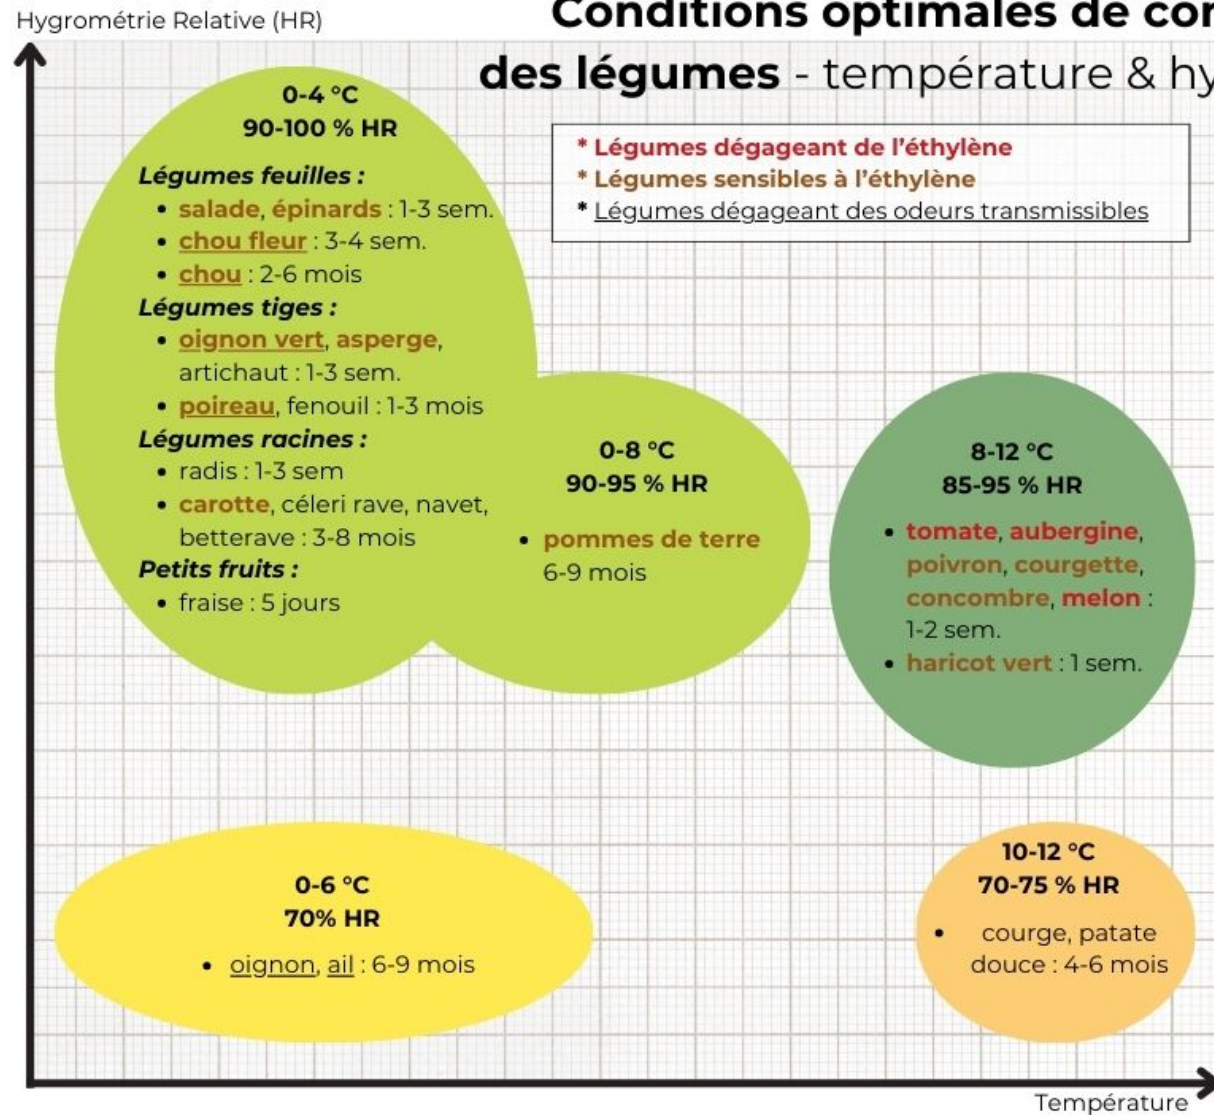 Hygrométrie Relative (HR)
Conditions optimales de
des légumes - température &
* Légumes dégageant de l'éthylène
* Légumes sensibles à l'éthylène
* Légumes dégageant des odeurs transmissibles
0-4 °C
90-100 % HR
Légumes feuilles :
• salade, épinards : 1-3 sem.
• chou fleur : 3-4 sem.
• chou : 2-6 mois
Légumes tiges :
• oignon vert, asperge,
artichaut : 1-3 sem.
• poireau, fenouil : 1-3 mois
Légumes racines :
• radis : 1-3 sem
• carotte, céleri rave, navet,
betterave : 3-8 mois
Petits fruits :
• fraise : 5 jours
0-8 °C
90-95 % HR
• pommes de terre
6-9 mois
8-12 °C
85-95 % HR
• tomate, aubergine,
poivron, courgette,
concombre, melon :
1-2 sem.
• haricot vert : 1 sem.
0-6 °C
70% HR
• oignon, ail : 6-9 mois
10-12 °C
70-75 % HR
• courge, patate
douce : 4-6 mois
Température